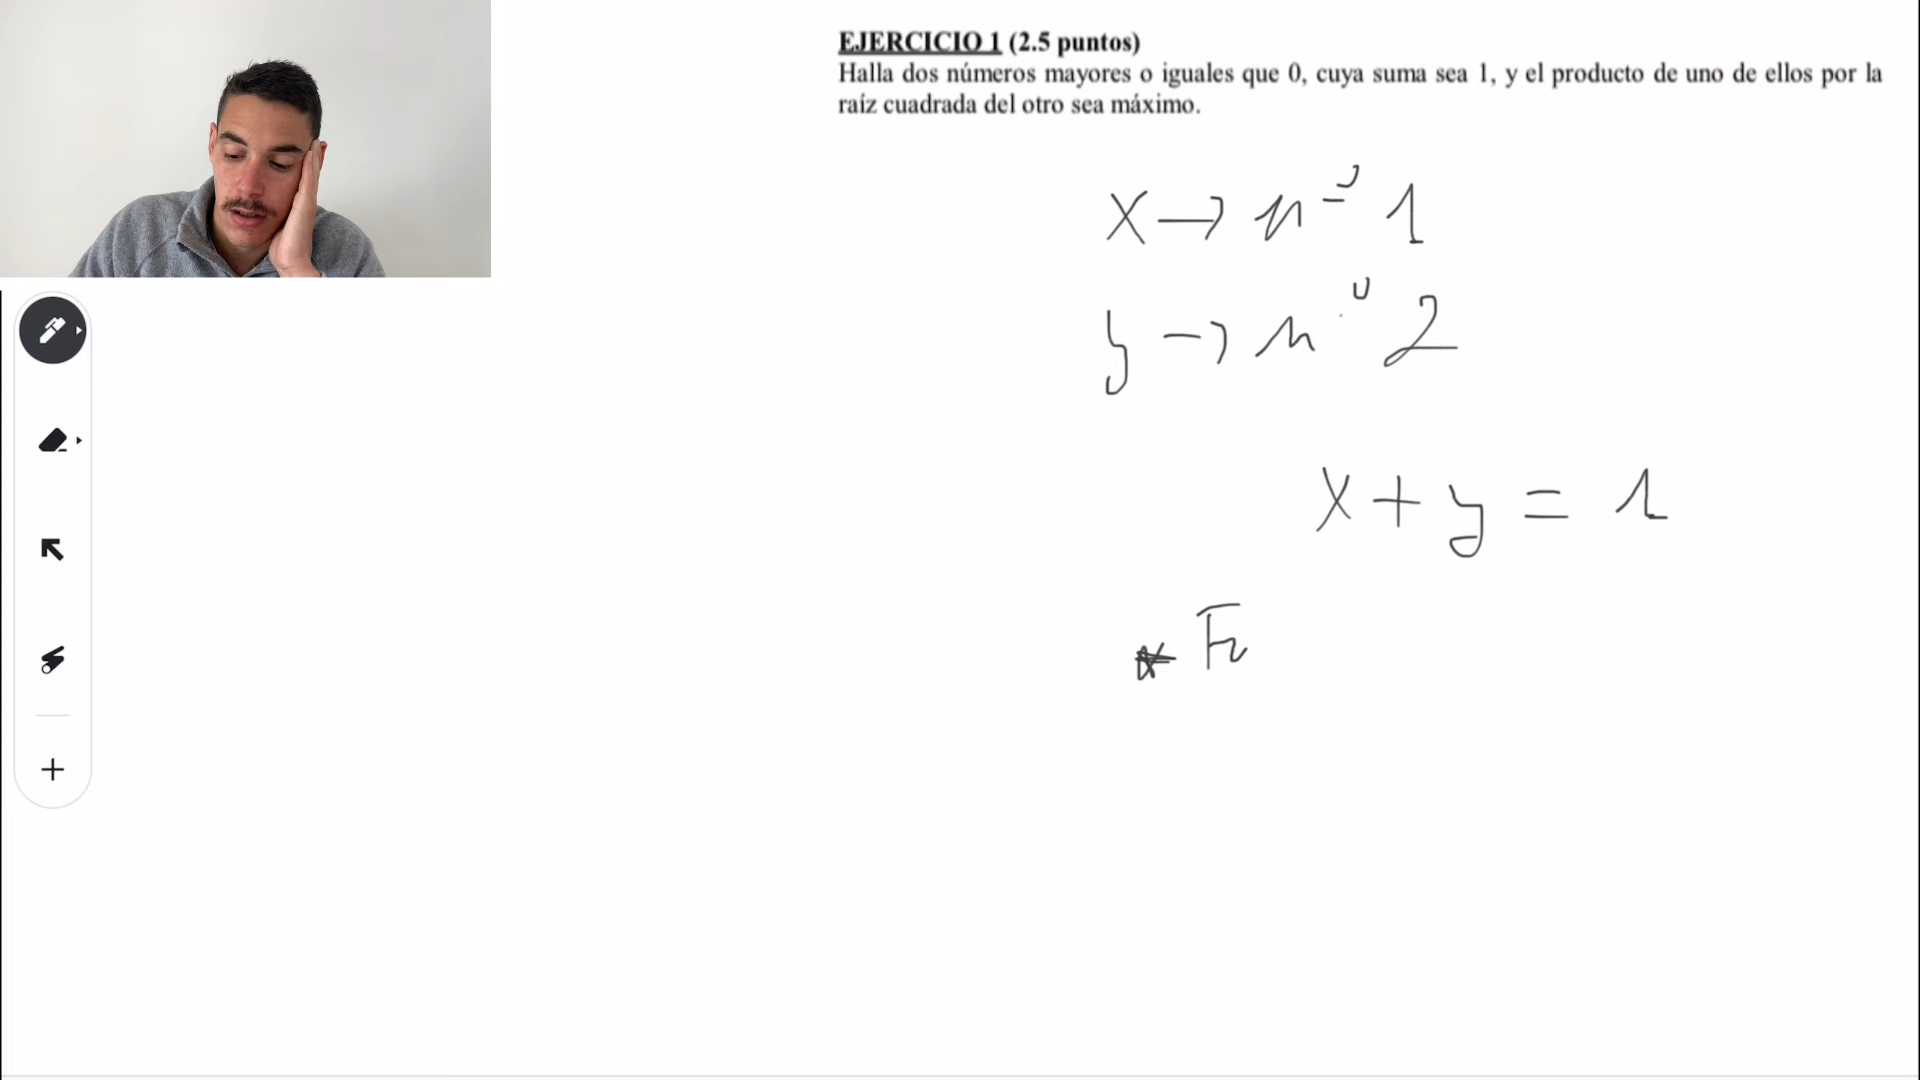 EJERCICIO 1 (2.5 puntos)
Halla dos números mayores o iguales que 0, cuya suma sea 1, y el producto de uno de ellos por la
raíz cuadrada del otro sea máximo.
x → nº 1
y → nº 2
x + y = 1
* Fu